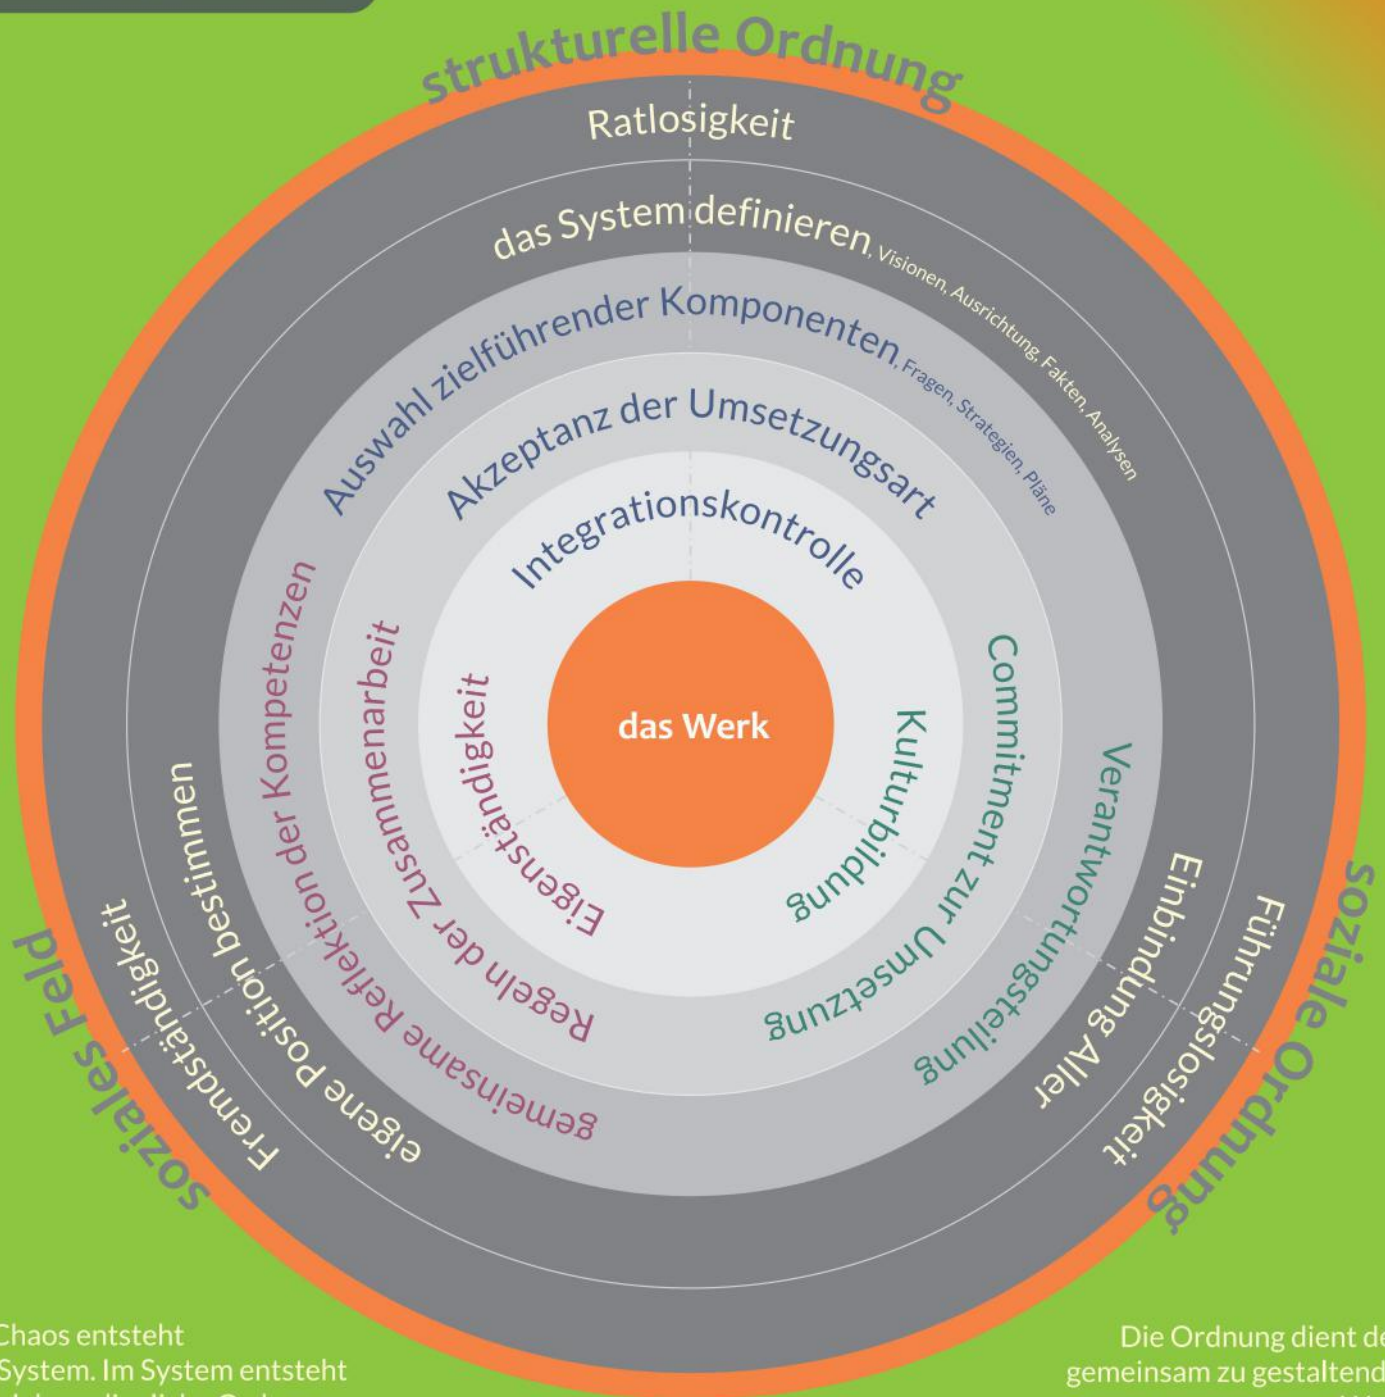 strukturelle Ordnung
Ratlosigkeit
das System definieren, Visionen, Ausrichtung, Fakten, Analysen
Auswahl zielführender Komponenten, Fragen, Strategien, Pläne
Akzeptanz der Umsetzungsart
Integrationskontrolle
das Werk
soziale Ordnung
Führungslosigkeit
Einbindung Aller
Verantwortungsteilung
Commitment zur Umsetzung
Kulturbildung
soziales Feld
Fremdständigkeit
eigene Position bestimmen
gemeinsame Reflektion der Kompetenzen
Regeln der Zusammenarbeit
Eigenständigkeit
Chaos entsteht
System. Im System entsteht
Die Ordnung dient
gemeinsam zu gestaltend